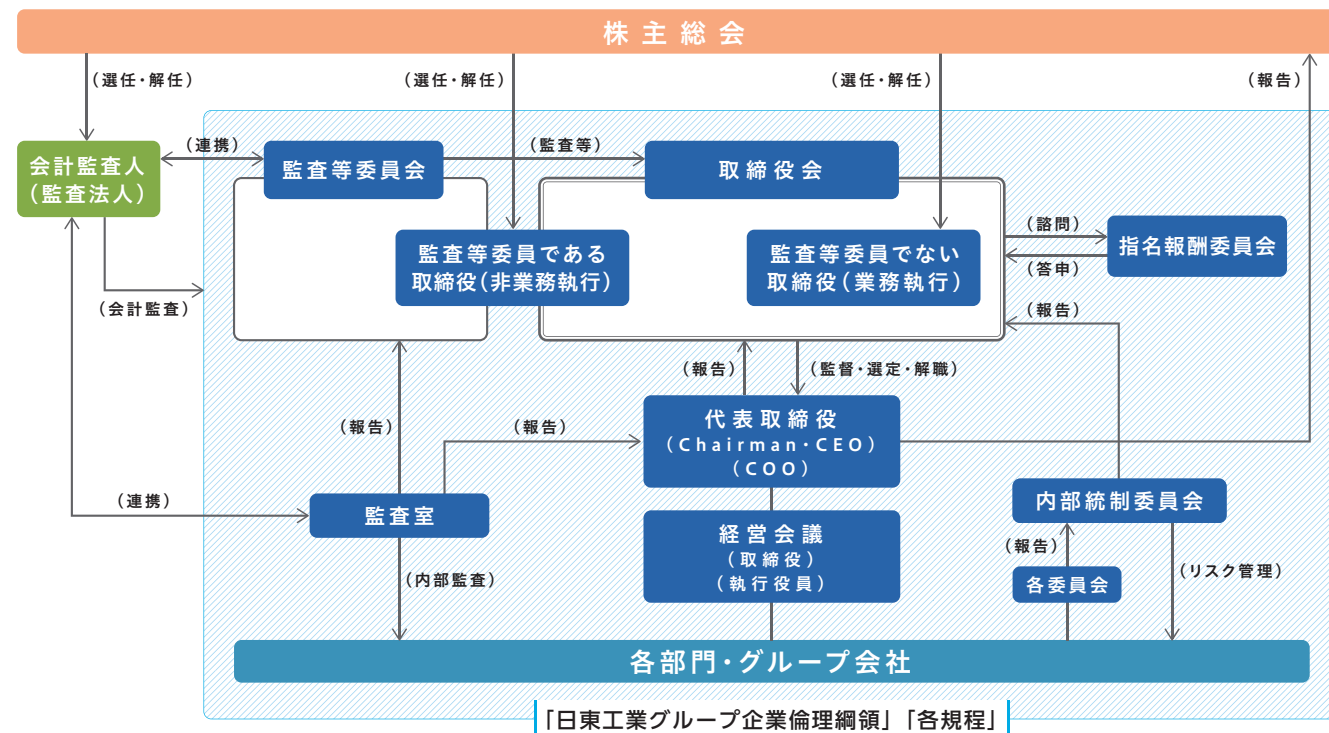 株主総会
（選任・解任）
（選任・解任）
（選任・解任）
（報告）
会計監査人
（監査法人）
（連携）
監査等委員会
（監査等）
取締役会
監査等委員である
取締役（非業務執行）
監査等委員でない
取締役（業務執行）
（諮問）
指名報酬委員会
（答申）
（会計監査）
（報告）
（報告）
（監督・選定・解職）
代表取締役
（Chairman・CEO）
（COO）
（報告）
（報告）
（連携）
監査室
経営会議
（取締役）
（執行役員）
内部統制委員会
（報告）
各委員会
（リスク管理）
（内部監査）
各部門・グループ会社
「日東工業グループ企業倫理綱領」「各規程」